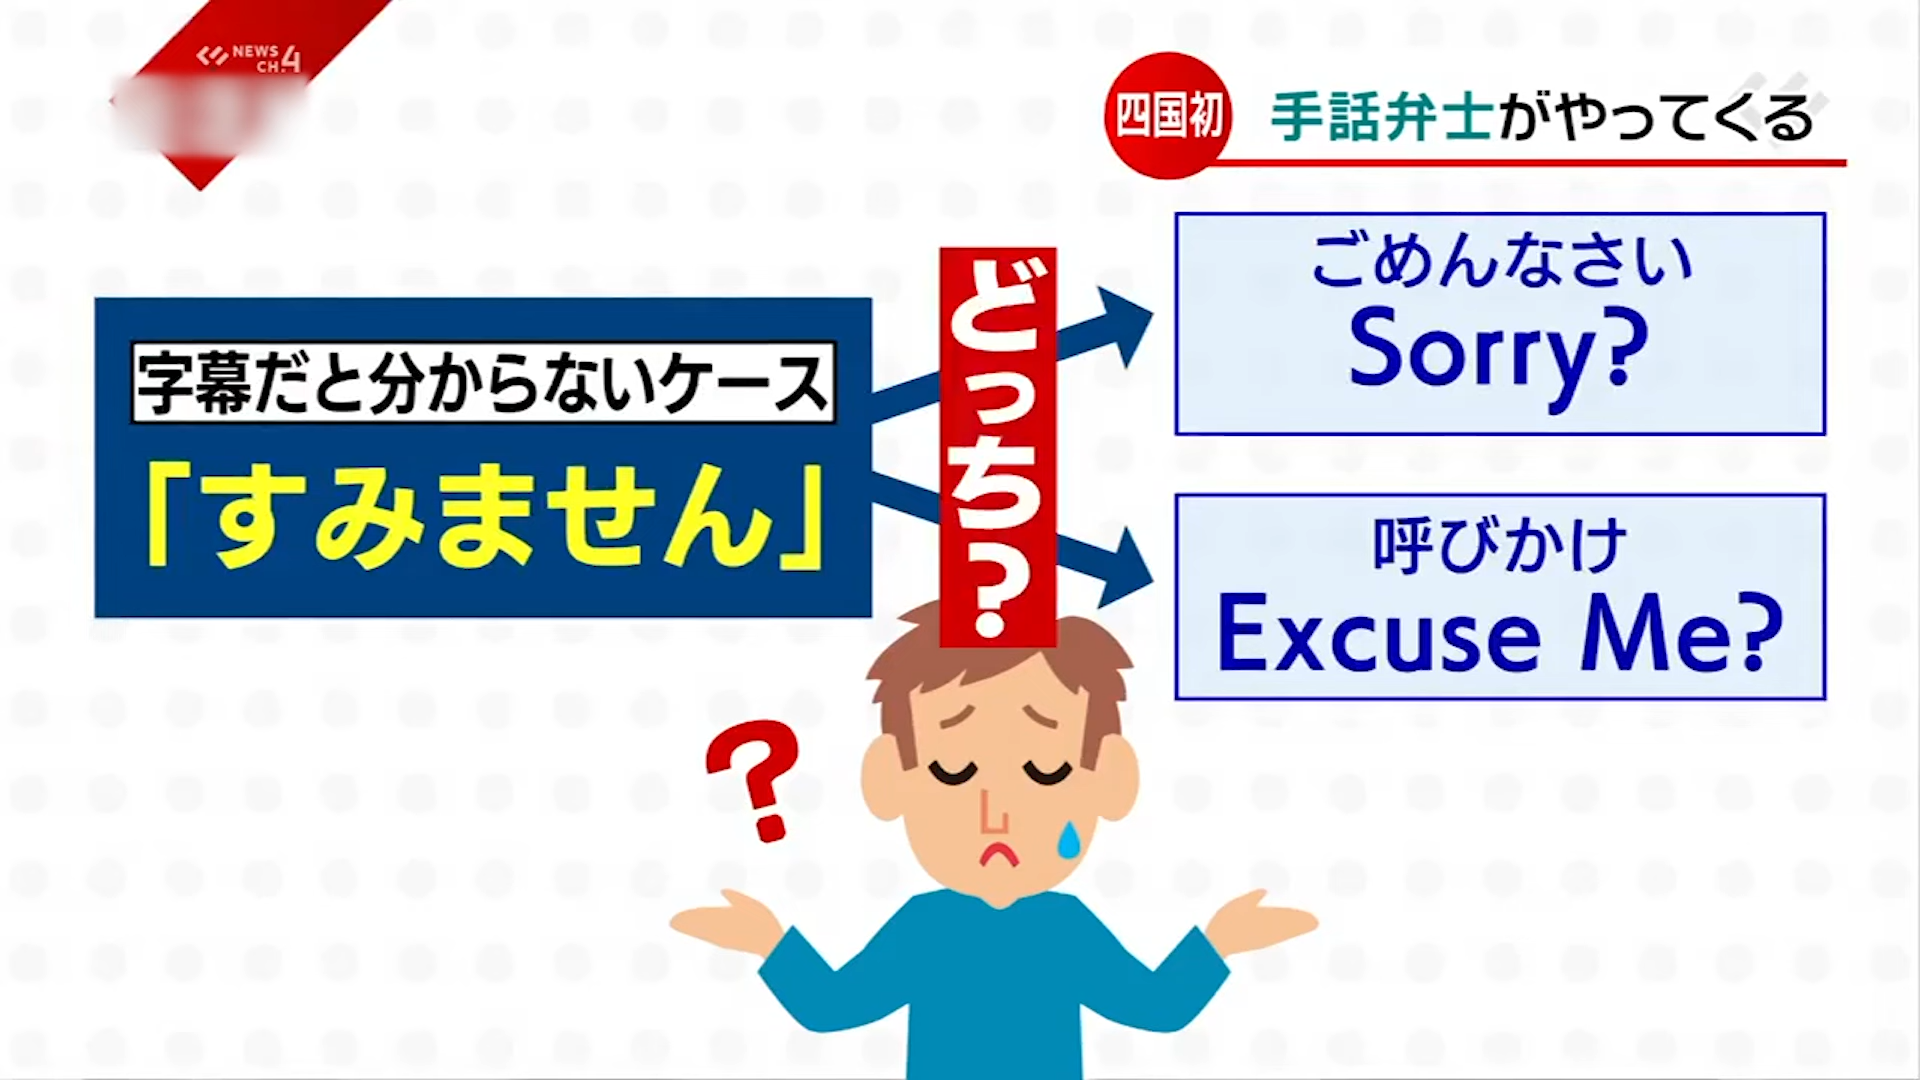 NEWS
CH.4
四国初
手話弁士がやってくる
字幕だと分からないケース
「すみません」
どっち?
ごめんなさい
Sorry?
呼びかけ
Excuse Me?
?